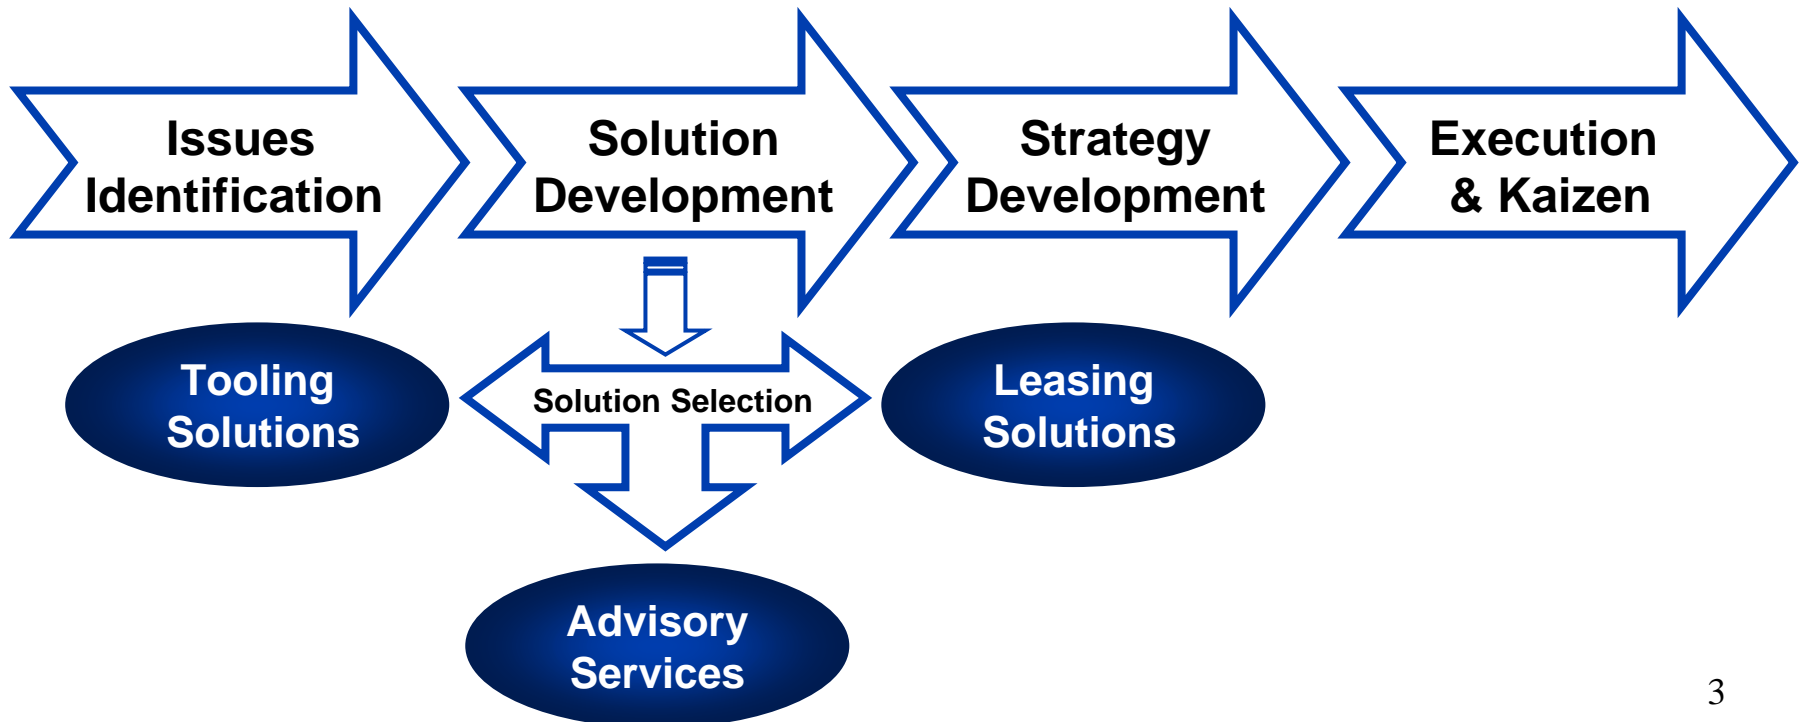 Issues
Identification
Solution
Development
Strategy
Development
Execution
& Kaizen
Tooling
Solutions
Solution Selection
Leasing
Solutions
Advisory
Services
3